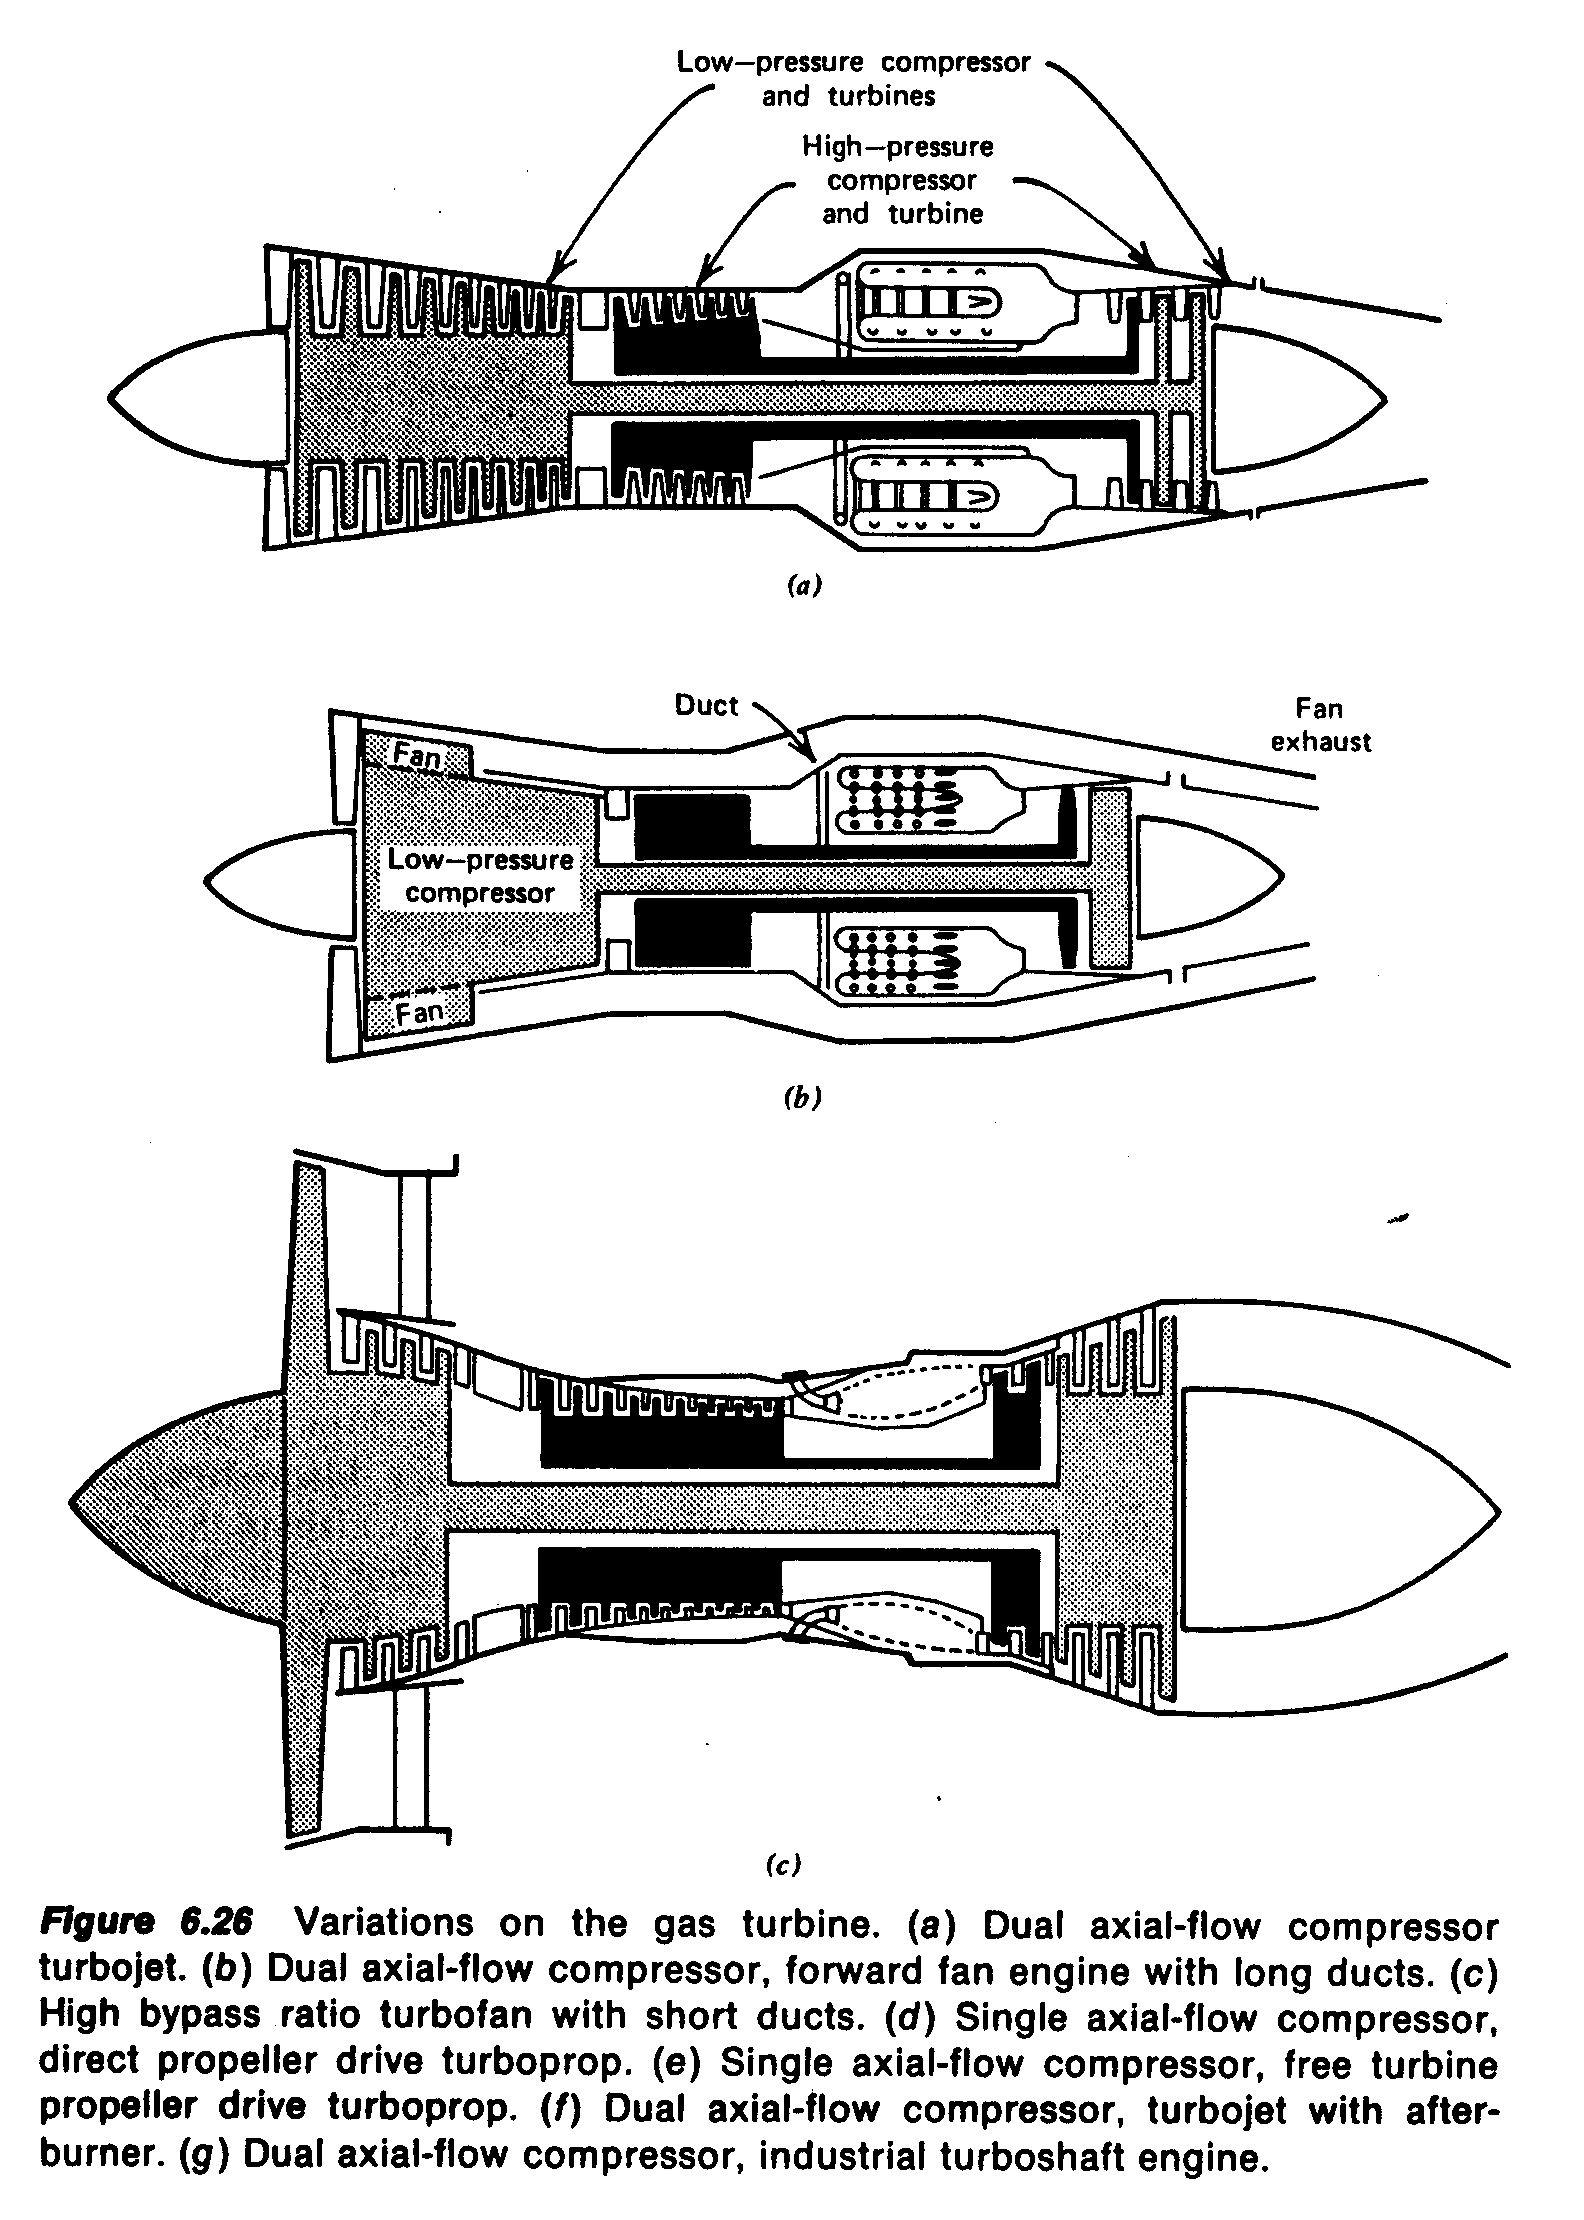 Low—pressure compressor
and turbines
High—pressure
compressor
and turbine
(a)
Duct
Fan
exhaust
Fan
Low—pressure
compressor
Fan
(b)
(c)
Figure 6.26 Variations on the gas turbine. (a) Dual axial-flow compressor
turbojet. (b) Dual axial-flow compressor, forward fan engine with long ducts. (c)
High bypass ratio turbofan with short ducts. (d) Single axial-flow compressor,
direct propeller drive turboprop. (e) Single axial-flow compressor, free turbine
propeller drive turboprop. (f) Dual axial-flow compressor, turbojet with after-
burner. (g) Dual axial-flow compressor, industrial turboshaft engine.